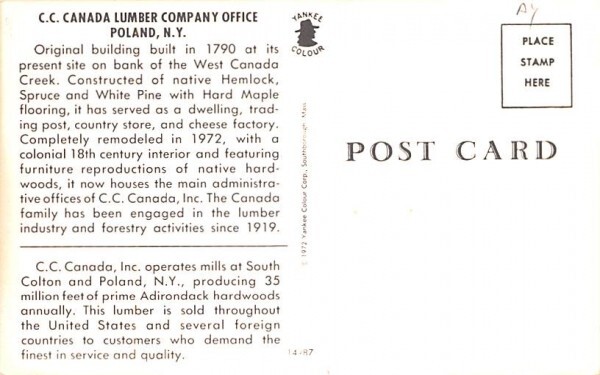 C.C. CANADA LUMBER COMPANY OFFICE
POLAND, N.Y.
Original building built in 1790 at its
present site on bank of the West Canada
Creek. Constructed of native Hemlock,
Spruce and White Pine with Hard Maple
flooring, it has served as a dwelling, trad-
ing post, country store, and cheese factory.
Completely remodeled in 1972, with a
colonial 18th century interior and featuring
furniture reproductions of native hard-
woods, it now houses the main administra-
tive offices of C.C. Canada, Inc. The Canada
family has been engaged in the lumber
industry and forestry activities since 1919.
C.C. Canada, Inc. operates mills at South
Colton and Poland, N.Y., producing 35
million feet of prime Adirondack hardwoods
annually. This lumber is sold throughout
the United States and several foreign
countries to customers who demand the
finest in service and quality.
YANKEE
COLOUR
© 1972 Yankee Colour Corp., Southborough, Mass.
14-87
Ay
PLACE
STAMP
HERE
POST CARD